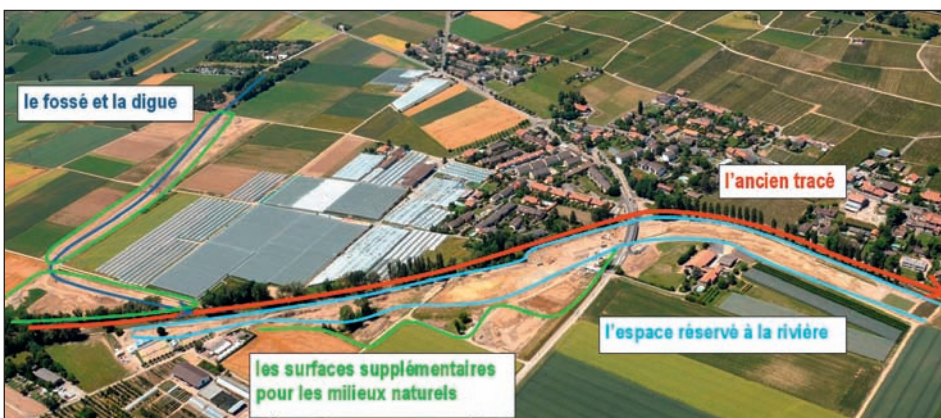 le fossé et la digue
l'ancien tracé
l'espace réservé à la rivière
les surfaces supplémentaires
pour les milieux naturels